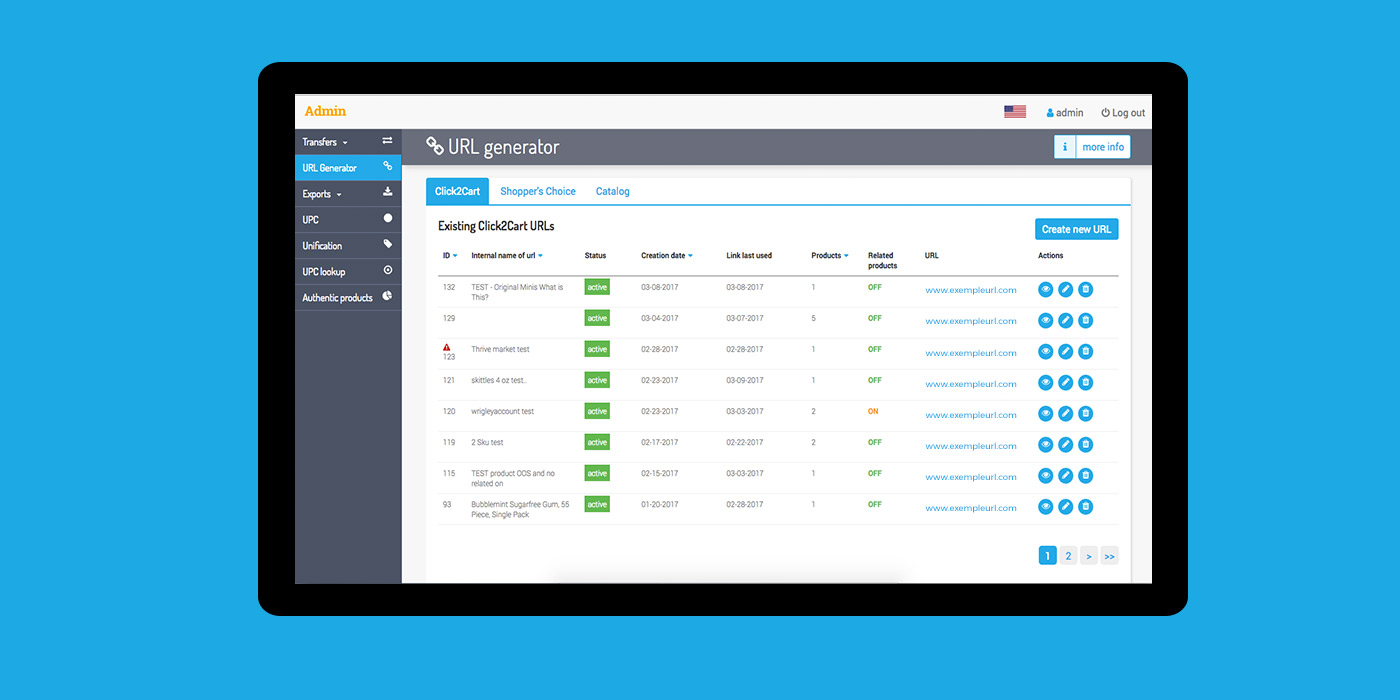 Admin
admin
Log out
Transfers
URL Generator
Exports
UPC
Unification
UPC lookup
Authentic products
URL generator
i more info
Click2Cart Shopper's Choice Catalog
Existing Click2Cart URLs
Create new URL
ID Internal name of url Status Creation date Link last used Products Related URL Actions
products
132 TEST - Original Minis What is active 03-08-2017 03-08-2017 1 OFF www.exempleurl.com
This?
129 active 03-04-2017 03-07-2017 5 OFF www.exempleurl.com
123 Thrive market test active 02-28-2017 02-28-2017 1 OFF www.exempleurl.com
121 skittles 4 oz test.. active 02-23-2017 03-09-2017 1 OFF www.exempleurl.com
120 wrigleyaccount test active 02-23-2017 03-03-2017 2 ON www.exempleurl.com
119 2 Sku test active 02-17-2017 02-22-2017 2 OFF www.exempleurl.com
115 TEST product OOS and no active 02-15-2017 03-03-2017 1 OFF www.exempleurl.com
related on
93 Bubblemint Sugarfree Gum, 55 active 01-20-2017 02-28-2017 1 OFF www.exempleurl.com
Piece, Single Pack
1 2 > >>